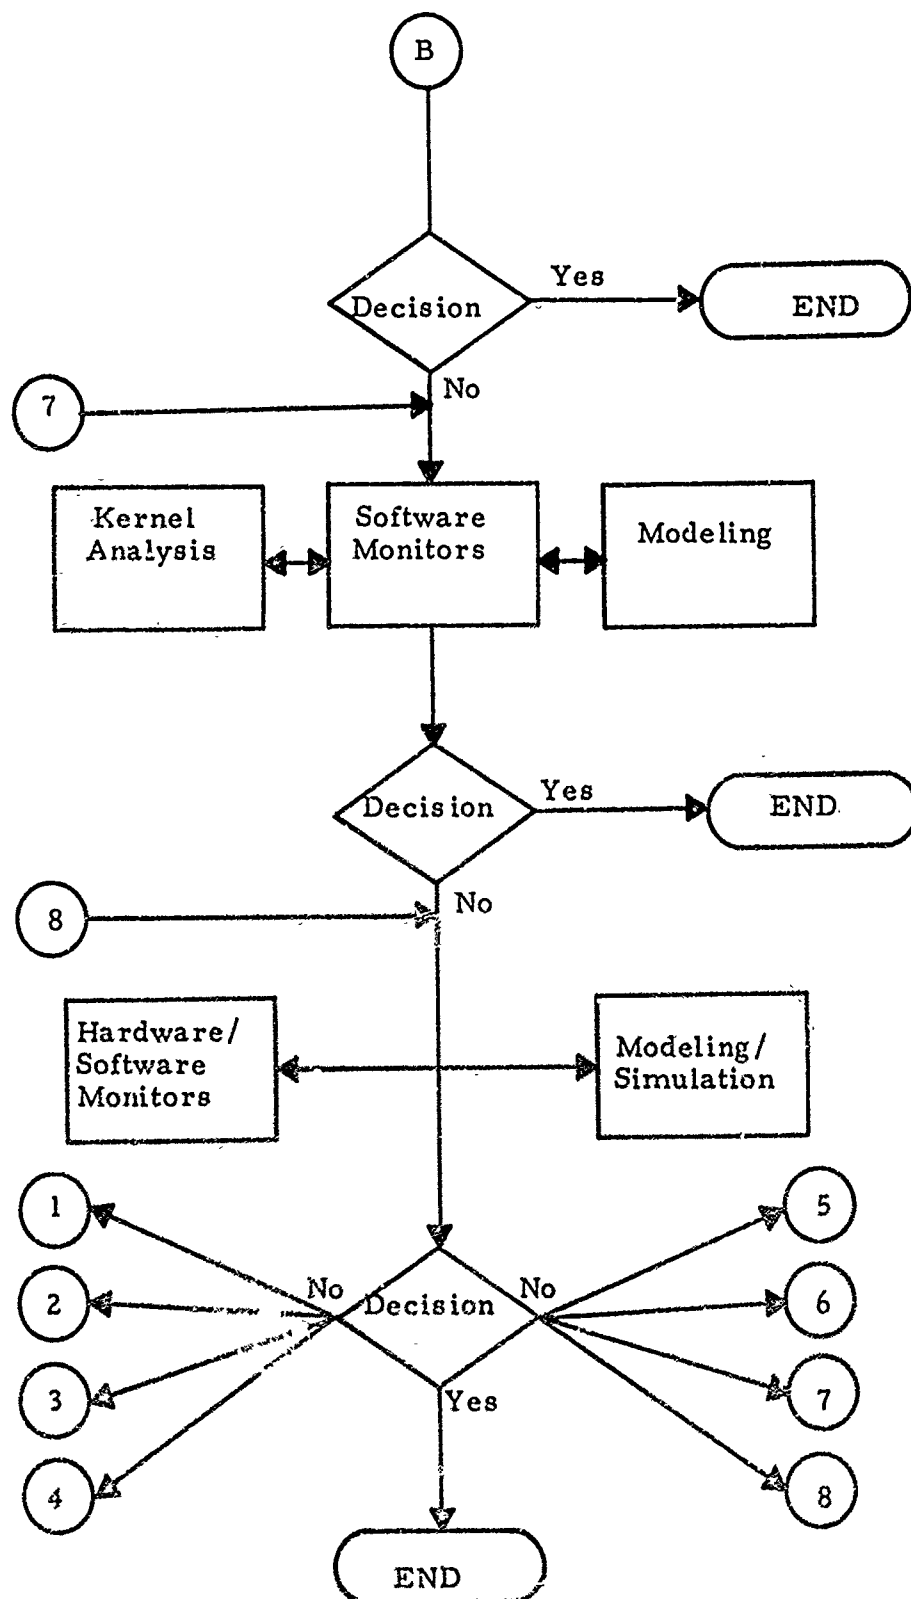 B
Yes
Decision
END
No
7
Kernel
Analysis
Software
Monitors
Modeling
Yes
Decision
END
No
8
Hardware/
Software
Monitors
Modeling/
Simulation
1
5
No
Decision
No
2
6
3
7
Yes
4
8
END